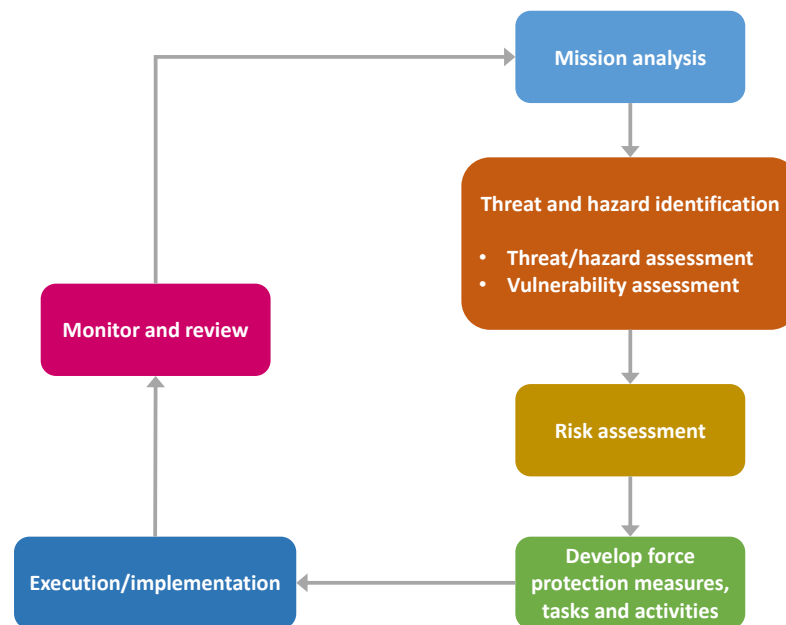 Mission analysis
Threat and hazard identification
• Threat/hazard assessment
• Vulnerability assessment
Monitor and review
Risk assessment
Execution/implementation
Develop force
protection measures,
tasks and activities